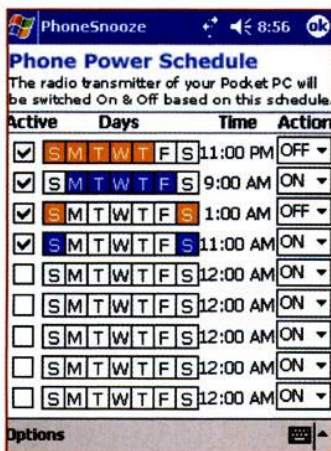 PhoneSnooze 8:56 ok
Phone Power Schedule
The radio transmitter of your Pocket PC will
be switched On & Off based on this schedule.
Active Days Time Action
S M T W T F S 11:00 PM OFF
S M T W T F S 9:00 AM ON
S M T W T F S 1:00 AM OFF
S M T W T F S 11:00 AM ON
S M T W T F S 12:00 AM ON
S M T W T F S 12:00 AM ON
S M T W T F S 12:00 AM ON
S M T W T F S 12:00 AM ON
S M T W T F S 12:00 AM ON
Options